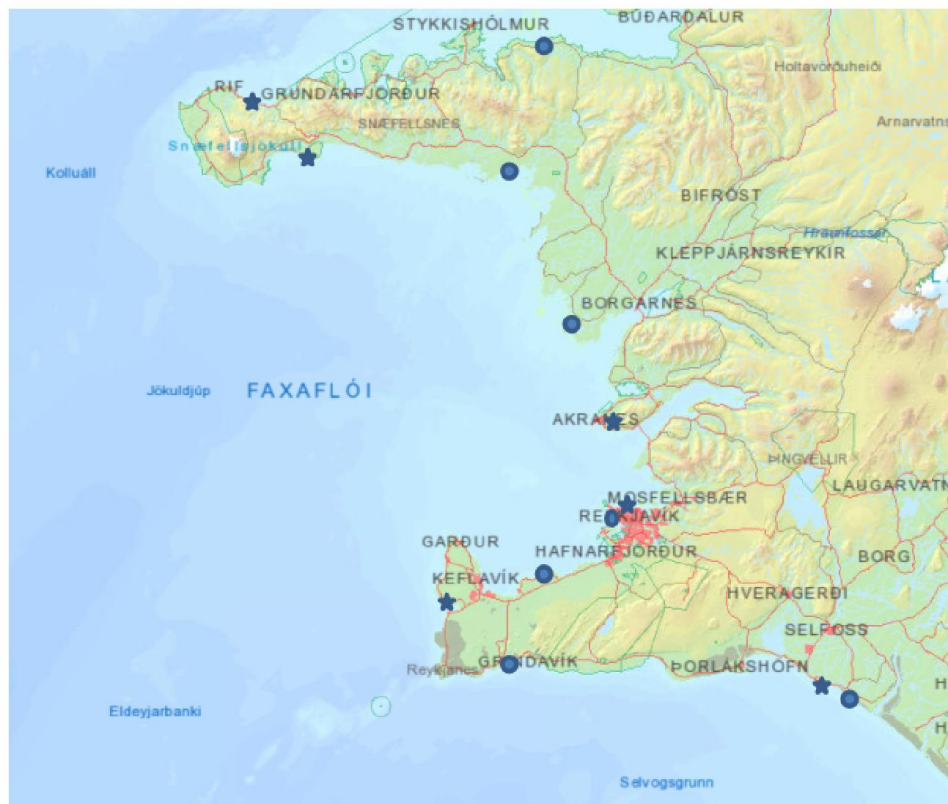 BÚÐARDALUR
STYKKISHÓLMUR
Holtavörðuheiði
RIF
GRUNDARFJÖRÐUR
SNÆFELLSNES
Arnarvatns
Snæfellsjökull
Kolluáll
BIFRÖST
Hraunfossar
KLEPPJÁRNSREYKIR
L
BORGARNES
Jökuldjúp
FAXAFLÓI
AKRANES
ÞINGVELLIR
LAUGARVATN
MOSFELLSBÆR
REYKJAVÍK
GARÐUR
HAFNARFJÖRÐUR
BORG
KEFLAVÍK
HVERAGERÐI
SELFOSS
GRINDAVÍK
Reykjanes
ÞORLÁKSHÖFN
H
Eldeyjarbanki
H
Selvogsgrunn